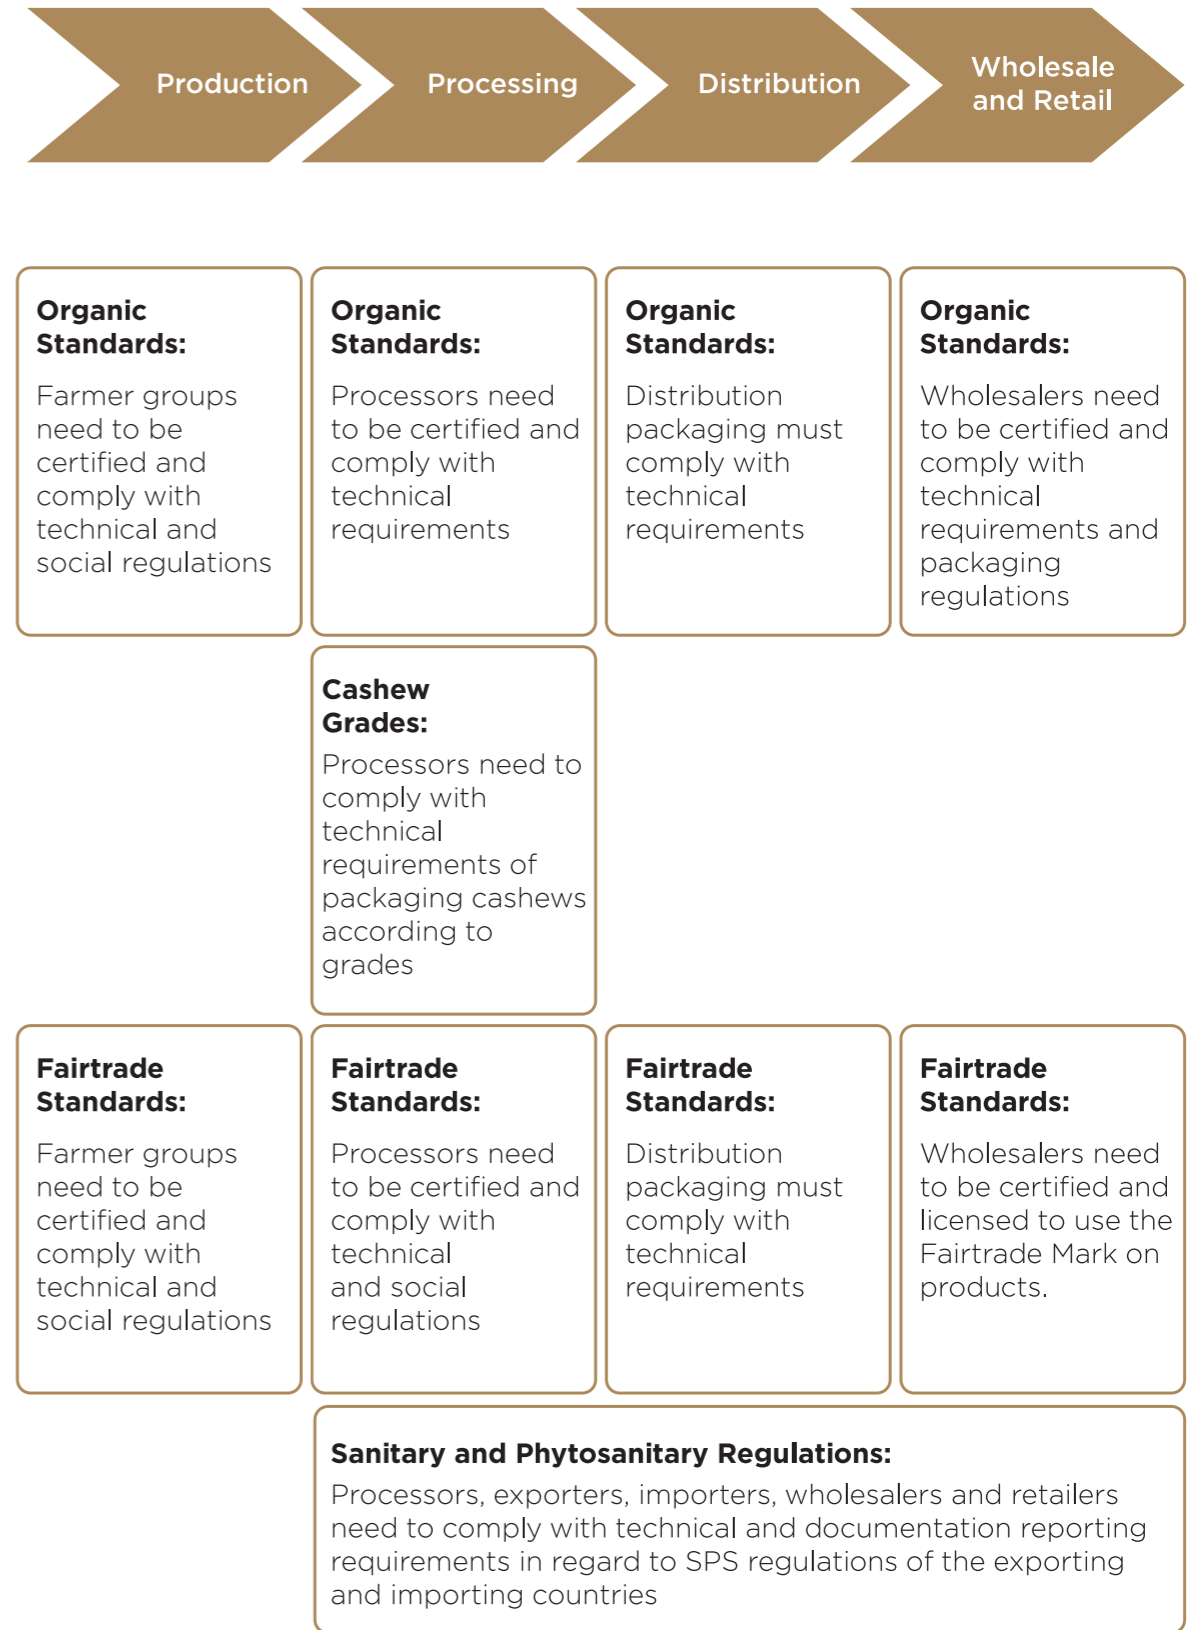 Production
Processing
Distribution
Wholesale
and Retail
Organic
Standards:
Farmer groups
need to be
certified and
comply with
technical and
social regulations
Organic
Standards:
Processors need
to be certified and
comply with
technical
requirements
Organic
Standards:
Distribution
packaging must
comply with
technical
requirements
Organic
Standards:
Wholesalers need
to be certified and
comply with
technical
requirements and
packaging
regulations
Cashew
Grades:
Processors need to
comply with
technical
requirements of
packaging cashews
according to
grades
Fairtrade
Standards:
Farmer groups
need to be
certified and
comply with
technical and
social regulations
Fairtrade
Standards:
Processors need
to be certified and
comply with
technical
and social
regulations
Fairtrade
Standards:
Distribution
packaging must
comply with
technical
requirements
Fairtrade
Standards:
Wholesalers need
to be certified and
licensed to use the
Fairtrade Mark on
products.
Sanitary and Phytosanitary Regulations:
Processors, exporters, importers, wholesalers and retailers
need to comply with technical and documentation reporting
requirements in regard to SPS regulations of the exporting
and importing countries